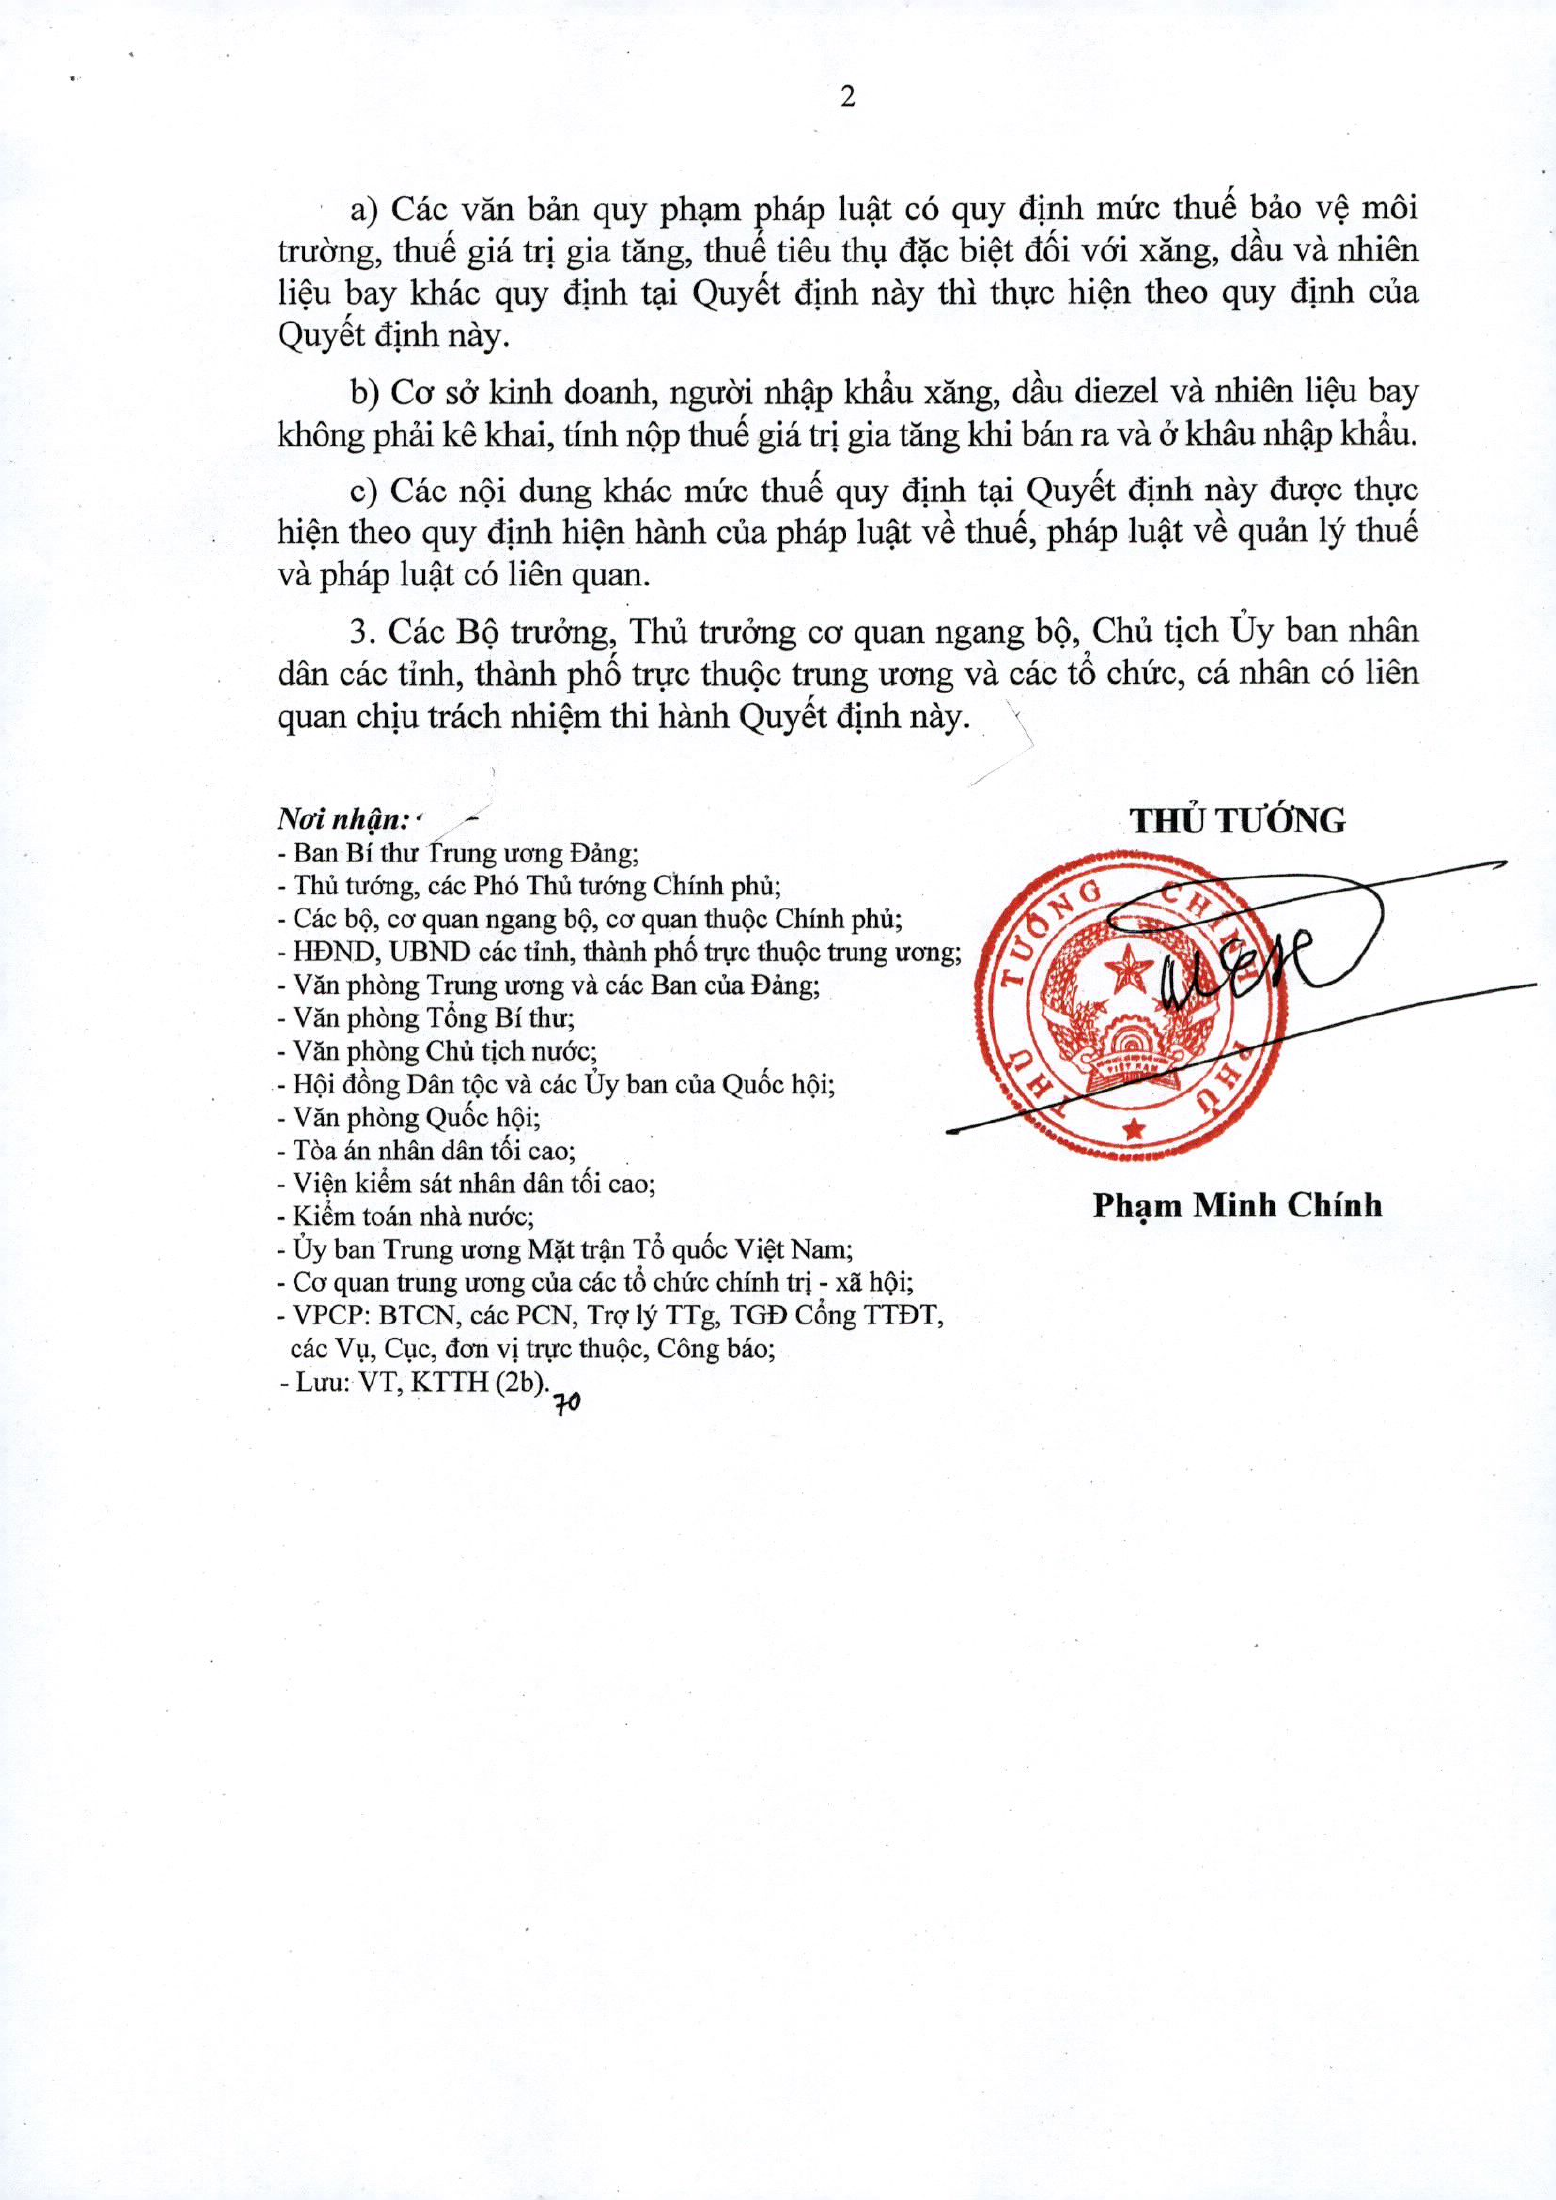 2
a) Các văn bản quy phạm pháp luật có quy định mức thuế bảo vệ môi
trường, thuế giá trị gia tăng, thuế tiêu thụ đặc biệt đối với xăng, dầu và nhiên
liệu bay khác quy định tại Quyết định này thì thực hiện theo quy định của
Quyết định này.
b) Cơ sở kinh doanh, người nhập khẩu xăng, dầu diezel và nhiên liệu bay
không phải kê khai, tính nộp thuế giá trị gia tăng khi bán ra và ở khâu nhập khẩu.
c) Các nội dung khác mức thuế quy định tại Quyết định này được thực
hiện theo quy định hiện hành của pháp luật về thuế, pháp luật về quản lý thuế
và pháp luật có liên quan.
3. Các Bộ trưởng, Thủ trưởng cơ quan ngang bộ, Chủ tịch Ủy ban nhân
dân các tỉnh, thành phố trực thuộc trung ương và các tổ chức, cá nhân có liên
quan chịu trách nhiệm thi hành Quyết định này.
Nơi nhận:
- Ban Bí thư Trung ương Đảng;
- Thủ tướng, các Phó Thủ tướng Chính phủ;
- Các bộ, cơ quan ngang bộ, cơ quan thuộc Chính phủ;
- HĐND, UBND các tỉnh, thành phố trực thuộc trung ương;
- Văn phòng Trung ương và các Ban của Đảng;
- Văn phòng Tổng Bí thư;
- Văn phòng Chủ tịch nước;
- Hội đồng Dân tộc và các Ủy ban của Quốc hội;
- Văn phòng Quốc hội;
- Tòa án nhân dân tối cao;
- Viện kiểm sát nhân dân tối cao;
- Kiểm toán nhà nước;
- Ủy ban Trung ương Mặt trận Tổ quốc Việt Nam;
- Cơ quan trung ương của các tổ chức chính trị - xã hội;
- VPCP: BTCN, các PCN, Trợ lý TTg, TGĐ Cổng TTĐT,
các Vụ, Cục, đơn vị trực thuộc, Công báo;
- Lưu: VT, KTTH (2b).
70
THỦ TƯỚNG
THỦ TƯỚNG CHÍNH PHỦ
VIỆT NAM
Phạm Minh Chính